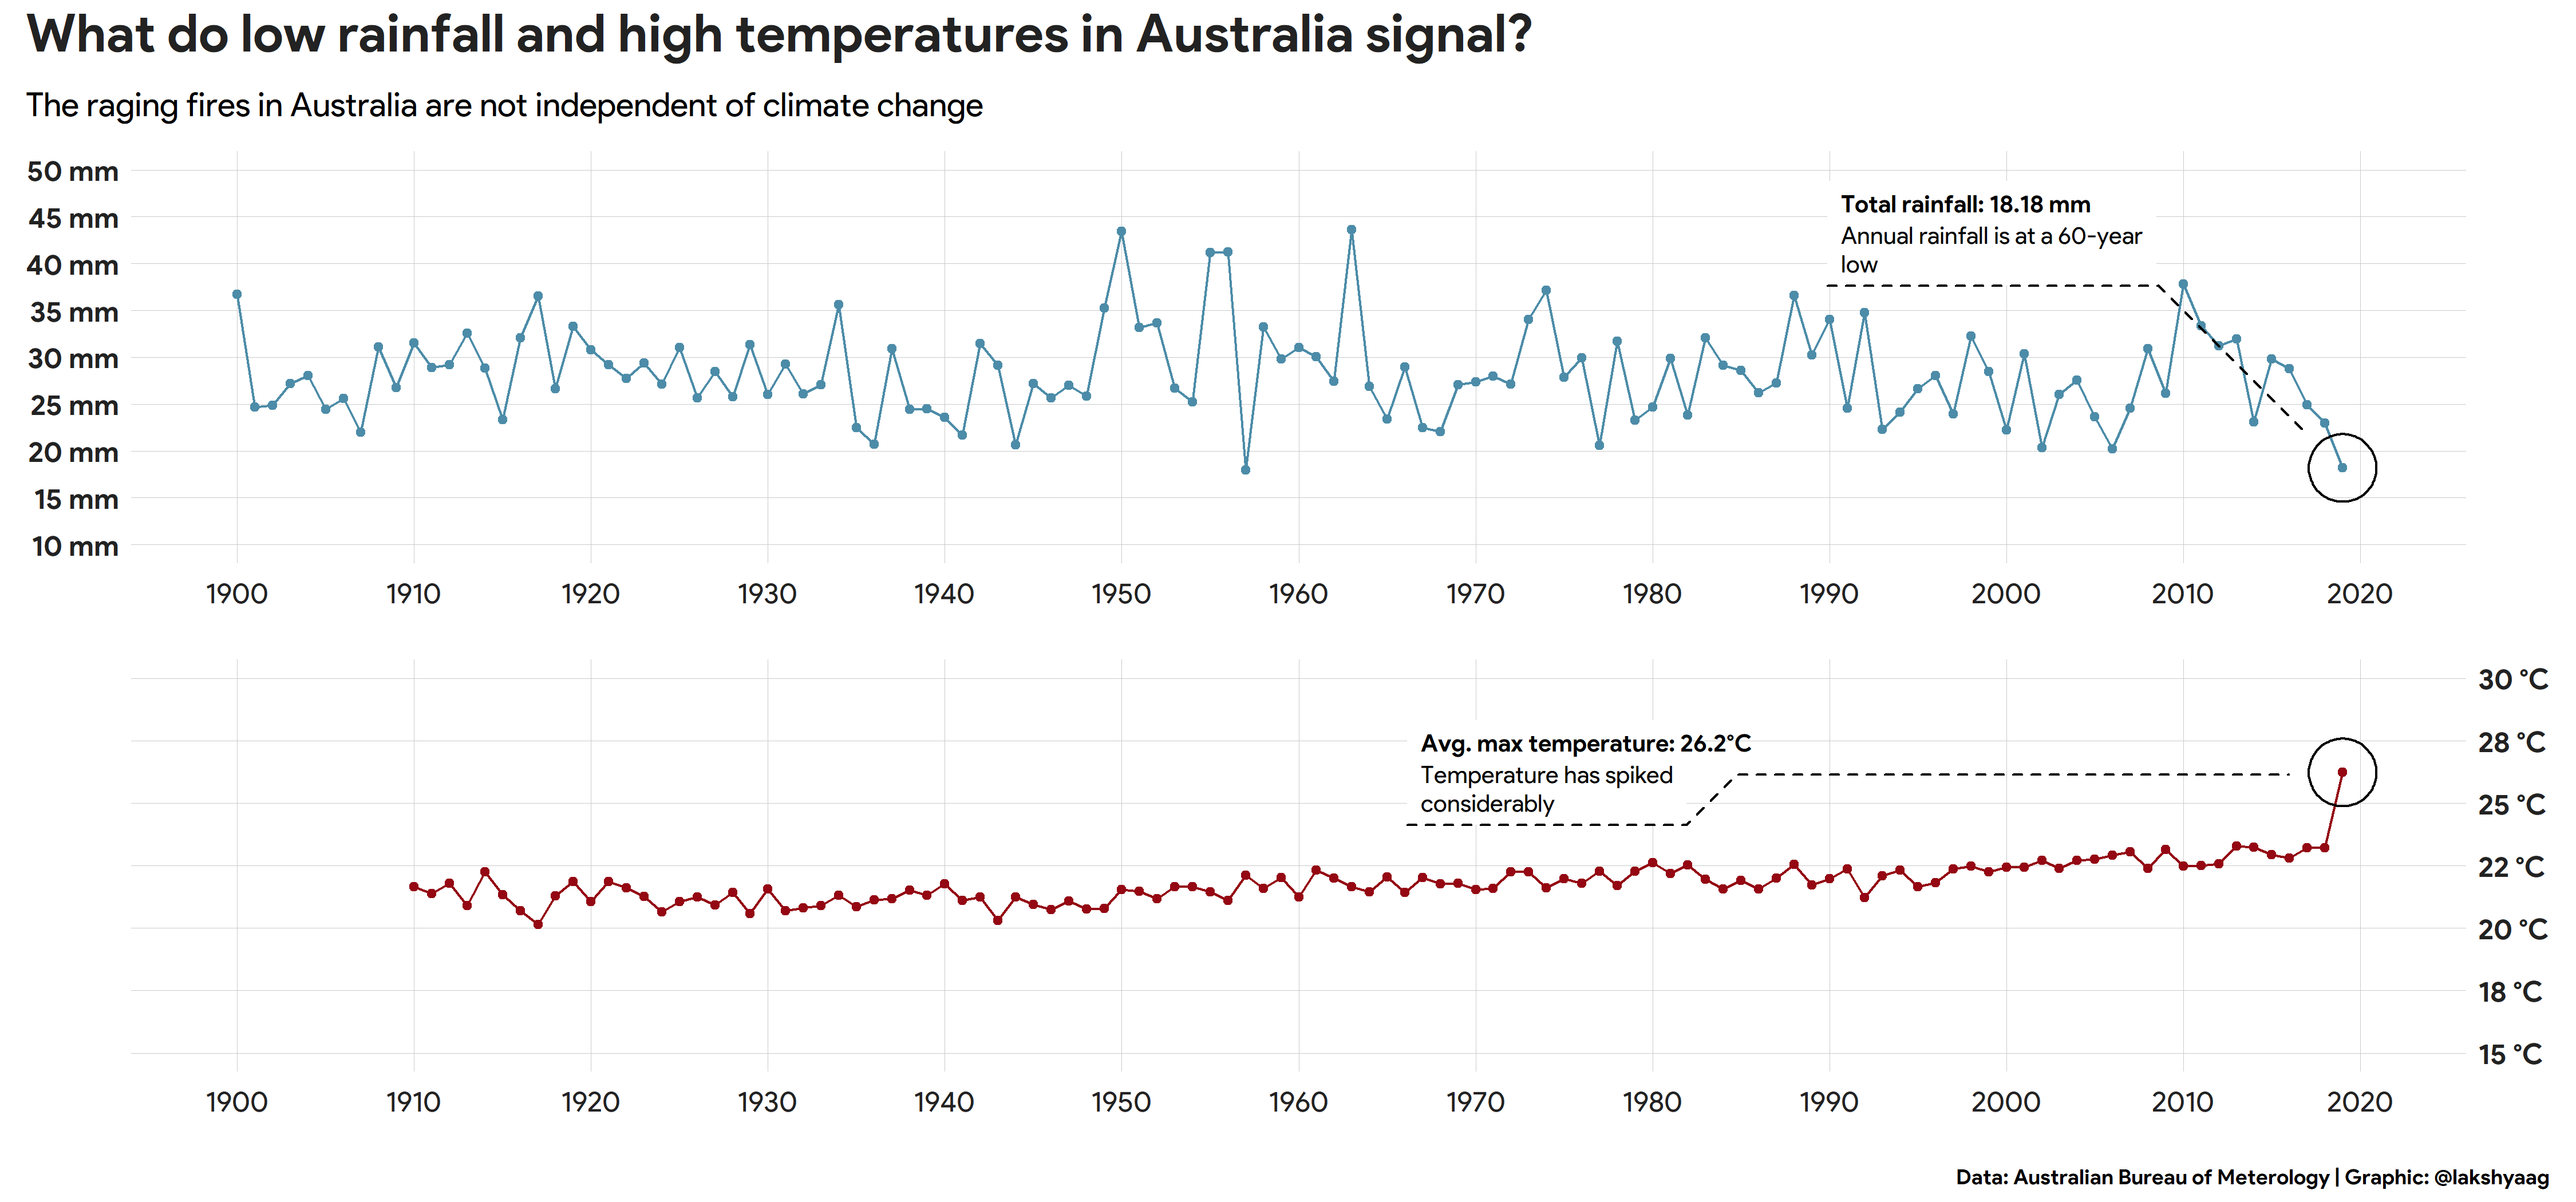 What do low rainfall and high temperatures in Australia signal?
The raging fires in Australia are not independent of climate change
50 mm
45 mm
40 mm
35 mm
30 mm
25 mm
20 mm
15 mm
10 mm
Total rainfall: 18.18 mm
Annual rainfall is at a 60-year
low
1900 1910 1920 1930 1940 1950 1960 1970 1980 1990 2000 2010 2020
30 °C
28 °C
25 °C
22 °C
20 °C
18 °C
15 °C
Avg. max temperature: 26.2°C
Temperature has spiked
considerably
1900 1910 1920 1930 1940 1950 1960 1970 1980 1990 2000 2010 2020
Data: Australian Bureau of Meterology | Graphic: @lakshyaag